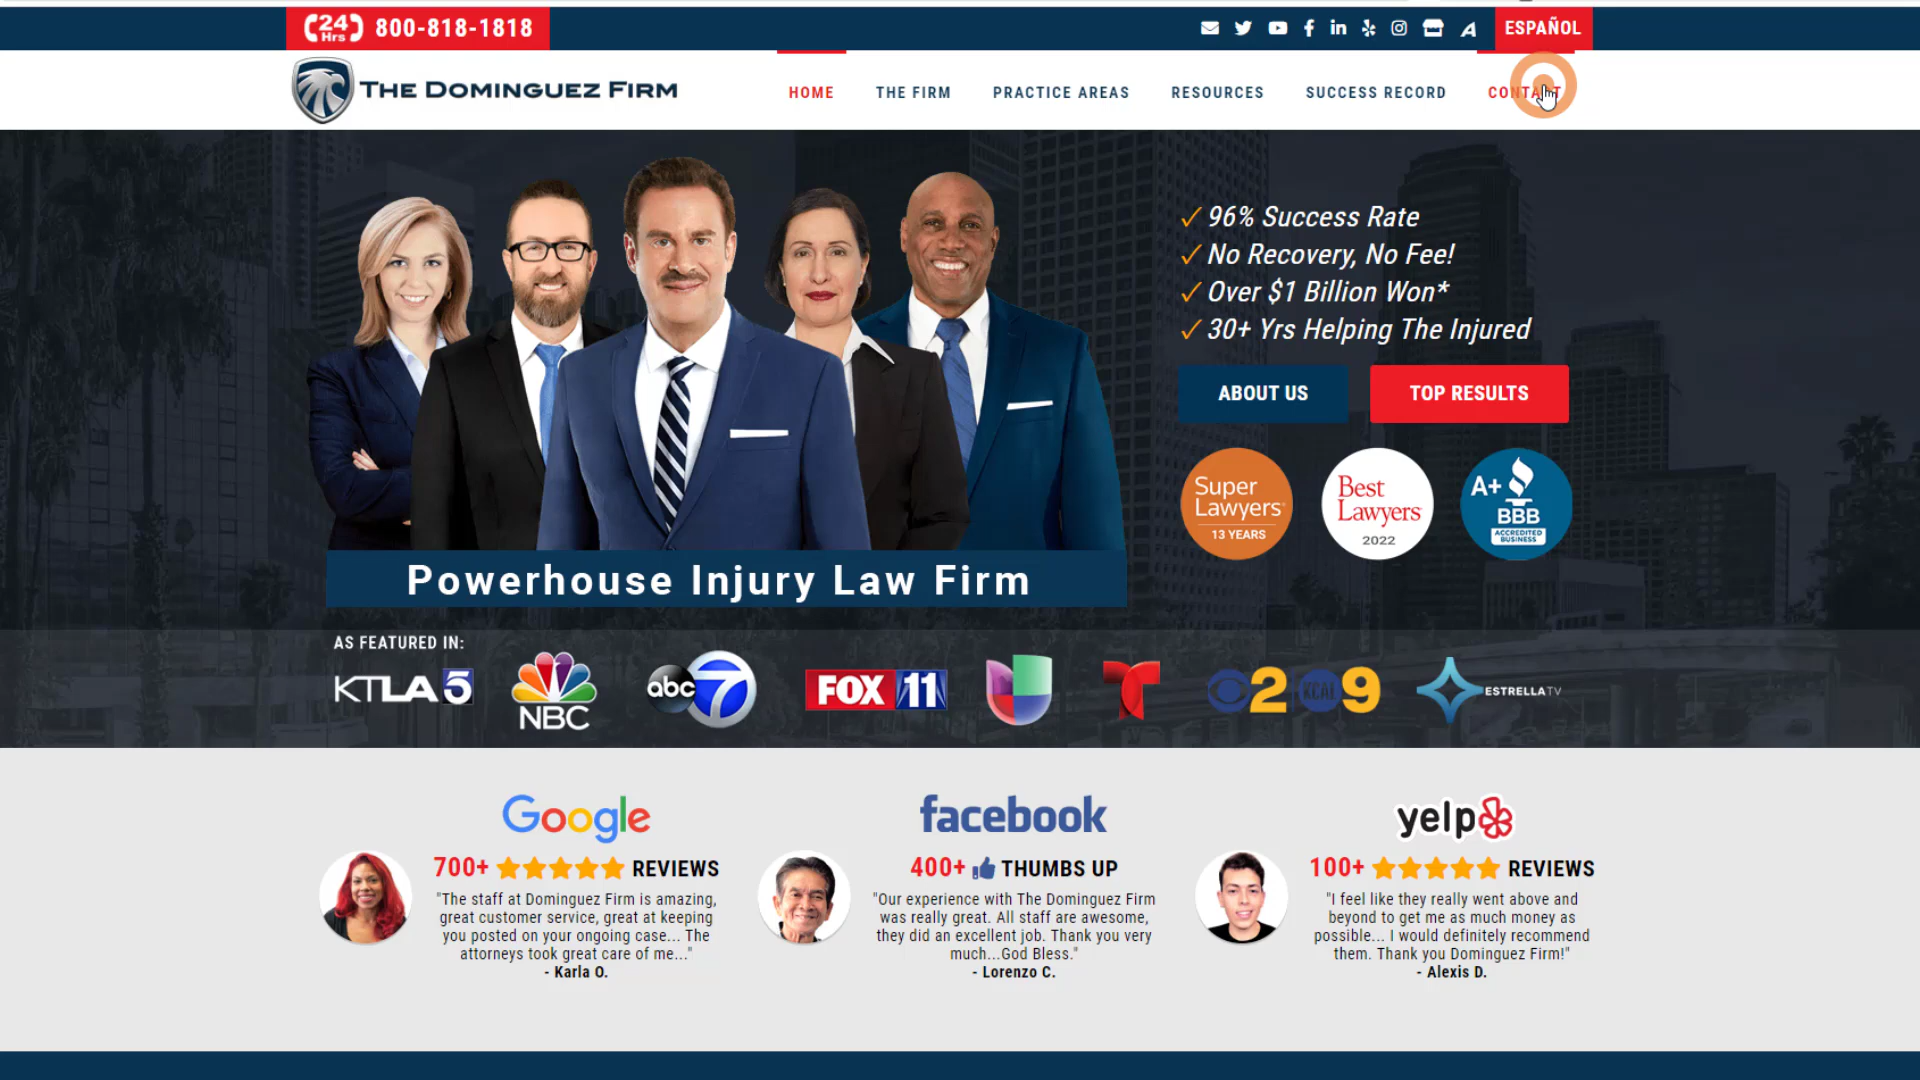 24 Hrs 800-818-1818
ESPAÑOL
THE DOMINGUEZ FIRM
HOME THE FIRM PRACTICE AREAS RESOURCES SUCCESS RECORD CONTACT
✓ 96% Success Rate
✓ No Recovery, No Fee!
✓ Over $1 Billion Won*
✓ 30+ Yrs Helping The Injured
ABOUT US TOP RESULTS
Super Lawyers
13 YEARS
Best Lawyers
2022
A+
BBB
ACCREDITED
BUSINESS
Powerhouse Injury Law Firm
AS FEATURED IN:
KTLA 5
NBC
abc 7
FOX 11
2 KCAL 9
ESTRELLA TV
Google
700+ REVIEWS
"The staff at Dominguez Firm is amazing,
great customer service, great at keeping
you posted on your ongoing case... The
attorneys took great care of me..."
- Karla O.
facebook
400+ THUMBS UP
"Our experience with The Dominguez Firm
was really great. All staff are awesome,
they did an excellent job. Thank you very
much...God Bless."
- Lorenzo C.
yelp
100+ REVIEWS
"I feel like they really went above and
beyond to get me as much money as
possible... I would definitely recommend
them. Thank you Dominguez Firm!"
- Alexis D.